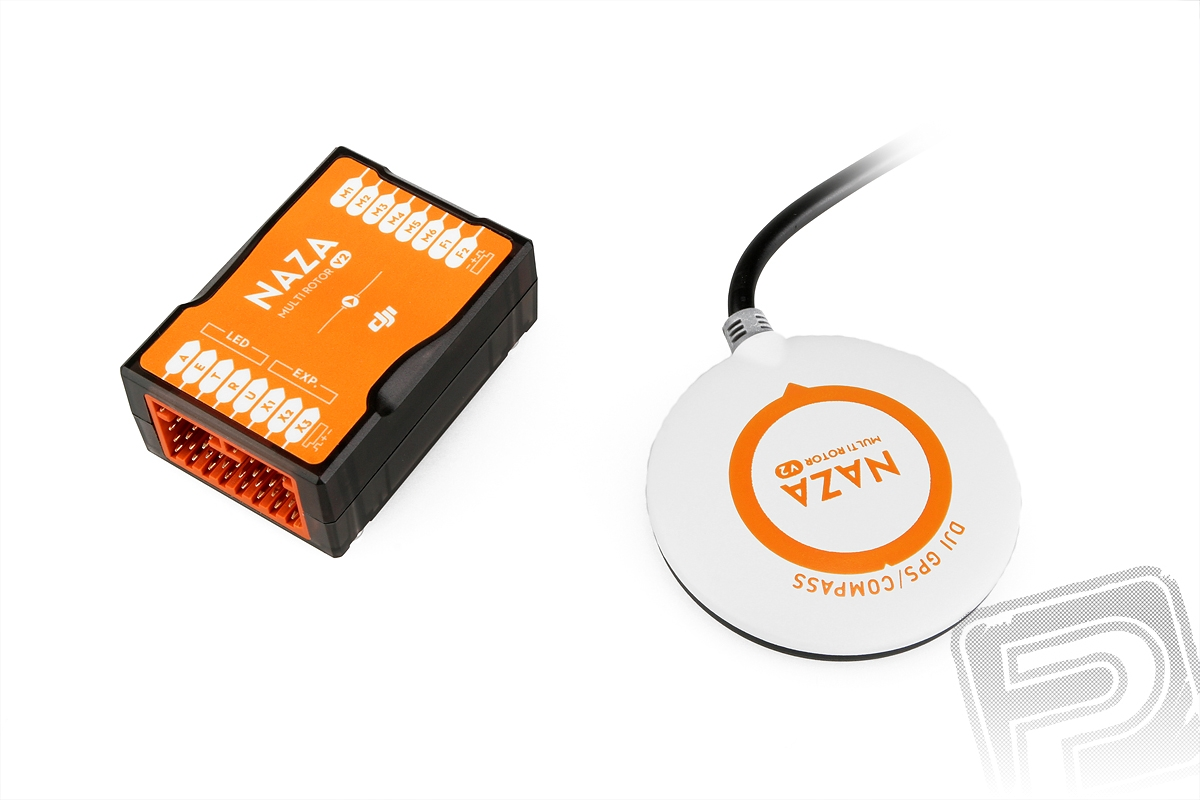 M1
M2
M3
M4
M5
M6
F1
F2
NAZA
MULTI ROTOR V2
dji
LED
EXP.
A
E
T
R
U
X1
X2
X3
NAZA
MULTI ROTOR V2
DJI GPS/COMPASS